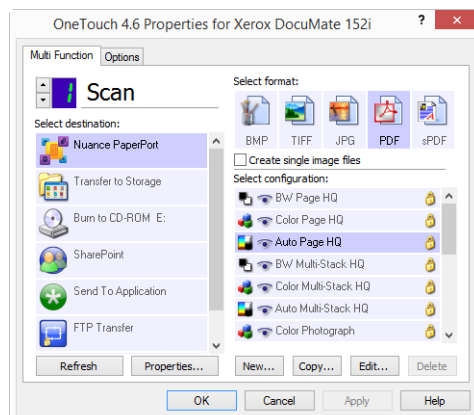 OneTouch 4.6 Properties for Xerox DocuMate 152i
?
Multi Function
Options
1
Scan
Select destination:
Nuance PaperPort
Transfer to Storage
Burn to CD-ROM E:
SharePoint
Send To Application
FTP Transfer
Refresh
Properties...
Select format:
BMP
TIFF
JPG
PDF
sPDF
Create single image files
Select configuration:
BW Page HQ
Color Page HQ
Auto Page HQ
BW Multi-Stack HQ
Color Multi-Stack HQ
Auto Multi-Stack HQ
Color Photograph
New...
Copy...
Edit...
Delete
OK
Cancel
Apply
Help